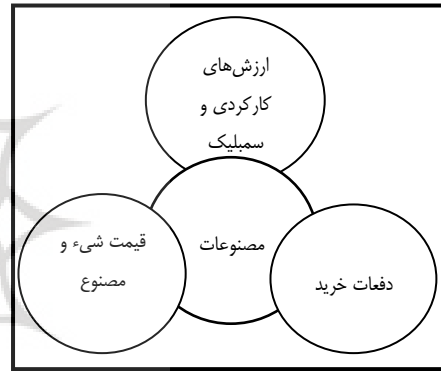 ارزش‌های
کارکردی و
سمبلیک
مصنوعات
قیمت شیء و
مصنوع
دفعات خرید